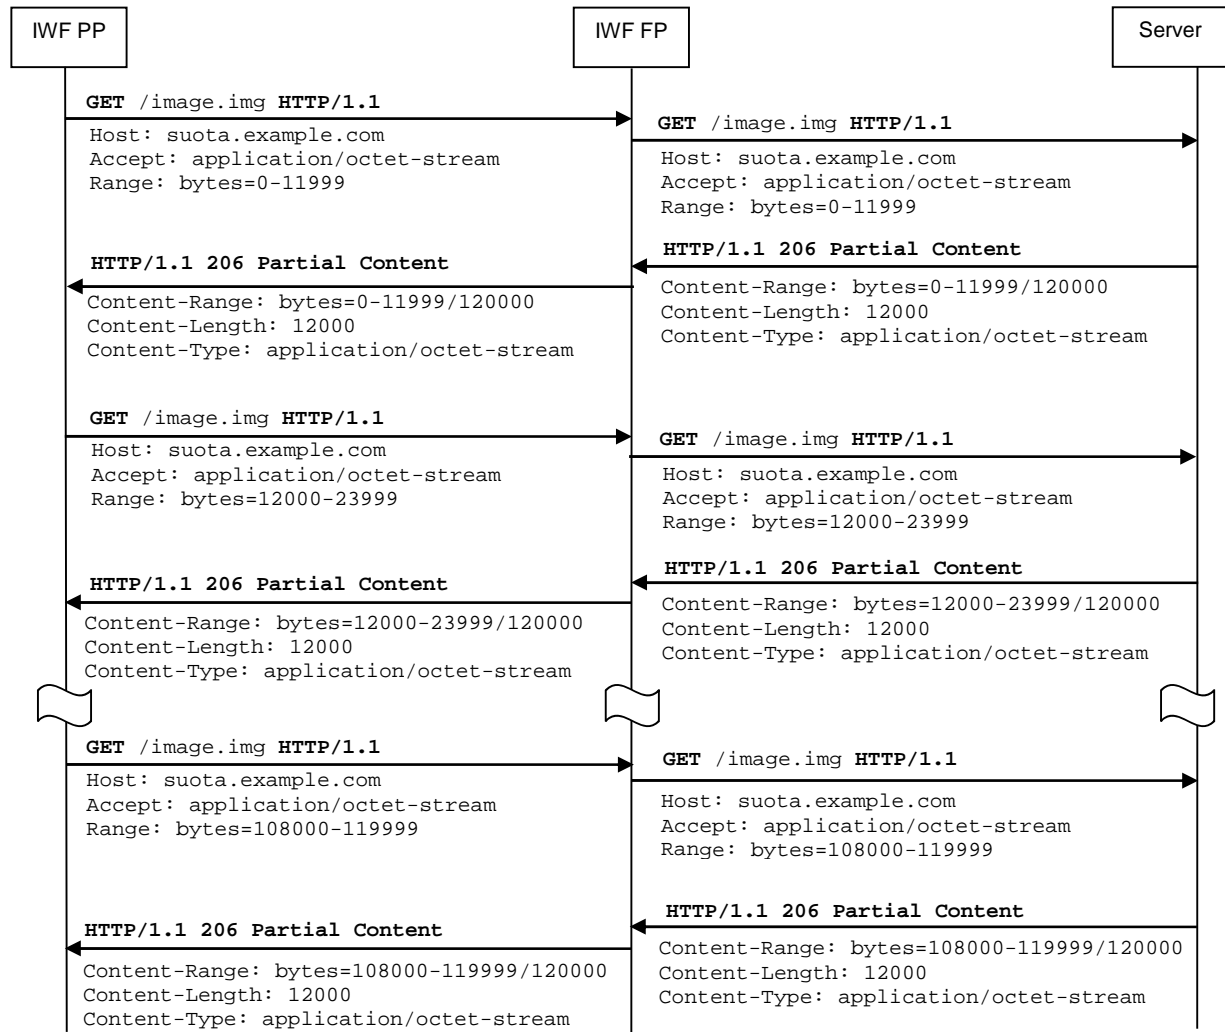 IWF PP
IWF FP
Server
GET /image.img HTTP/1.1
Host: suota.example.com
Accept: application/octet-stream
Range: bytes=0-11999
GET /image.img HTTP/1.1
Host: suota.example.com
Accept: application/octet-stream
Range: bytes=0-11999
HTTP/1.1 206 Partial Content
Content-Range: bytes=0-11999/120000
Content-Length: 12000
Content-Type: application/octet-stream
HTTP/1.1 206 Partial Content
Content-Range: bytes=0-11999/120000
Content-Length: 12000
Content-Type: application/octet-stream
GET /image.img HTTP/1.1
Host: suota.example.com
Accept: application/octet-stream
Range: bytes=12000-23999
GET /image.img HTTP/1.1
Host: suota.example.com
Accept: application/octet-stream
Range: bytes=12000-23999
HTTP/1.1 206 Partial Content
Content-Range: bytes=12000-23999/120000
Content-Length: 12000
Content-Type: application/octet-stream
HTTP/1.1 206 Partial Content
Content-Range: bytes=12000-23999/120000
Content-Length: 12000
Content-Type: application/octet-stream
GET /image.img HTTP/1.1
Host: suota.example.com
Accept: application/octet-stream
Range: bytes=108000-119999
GET /image.img HTTP/1.1
Host: suota.example.com
Accept: application/octet-stream
Range: bytes=108000-119999
HTTP/1.1 206 Partial Content
Content-Range: bytes=108000-119999/120000
Content-Length: 12000
Content-Type: application/octet-stream
HTTP/1.1 206 Partial Content
Content-Range: bytes=108000-119999/120000
Content-Length: 12000
Content-Type: application/octet-stream